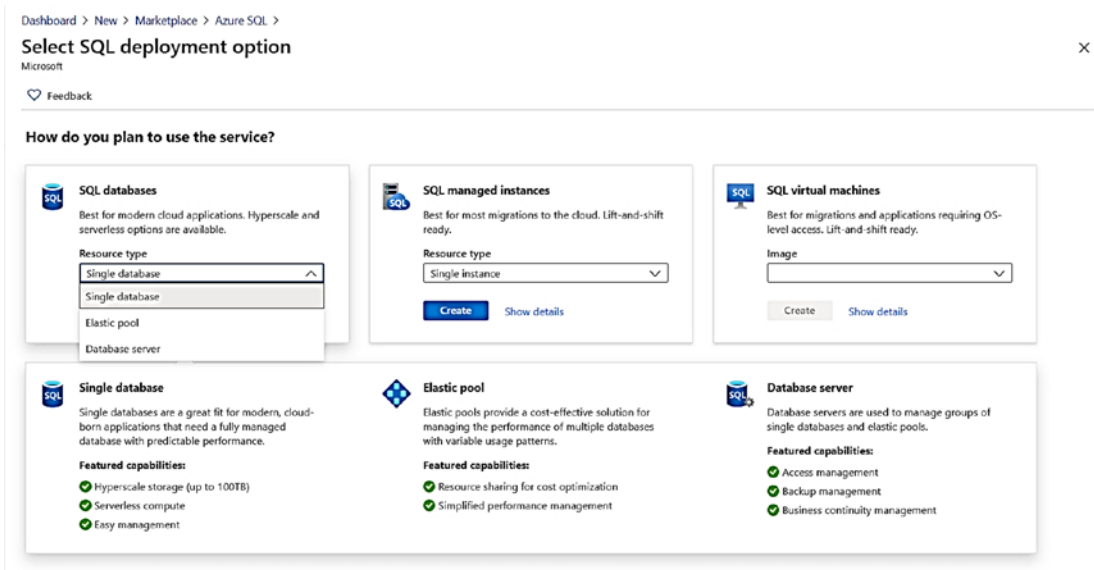 Dashboard > New > Marketplace > Azure SQL >
Select SQL deployment option
Microsoft
Feedback
How do you plan to use the service?
SQL
SQL databases
Best for modern cloud applications. Hyperscale and
serverless options are available.
Resource type
Single database
Single database
Elastic pool
Database server
SQL
SQL managed instances
Best for most migrations to the cloud. Lift-and-shift
ready.
Resource type
Single instance
Create
Show details
SQL
SQL virtual machines
Best for migrations and applications requiring OS-
level access. Lift-and-shift ready.
Image
Create
Show details
SQL
Single database
Single databases are a great fit for modern, cloud-
born applications that need a fully managed
database with predictable performance.
Featured capabilities:
Hyperscale storage (up to 100TB)
Serverless compute
Easy management
Elastic pool
Elastic pools provide a cost-effective solution for
managing the performance of multiple databases
with variable usage patterns.
Featured capabilities:
Resource sharing for cost optimization
Simplified performance management
SQL
Database server
Database servers are used to manage groups of
single databases and elastic pools.
Featured capabilities:
Access management
Backup management
Business continuity management